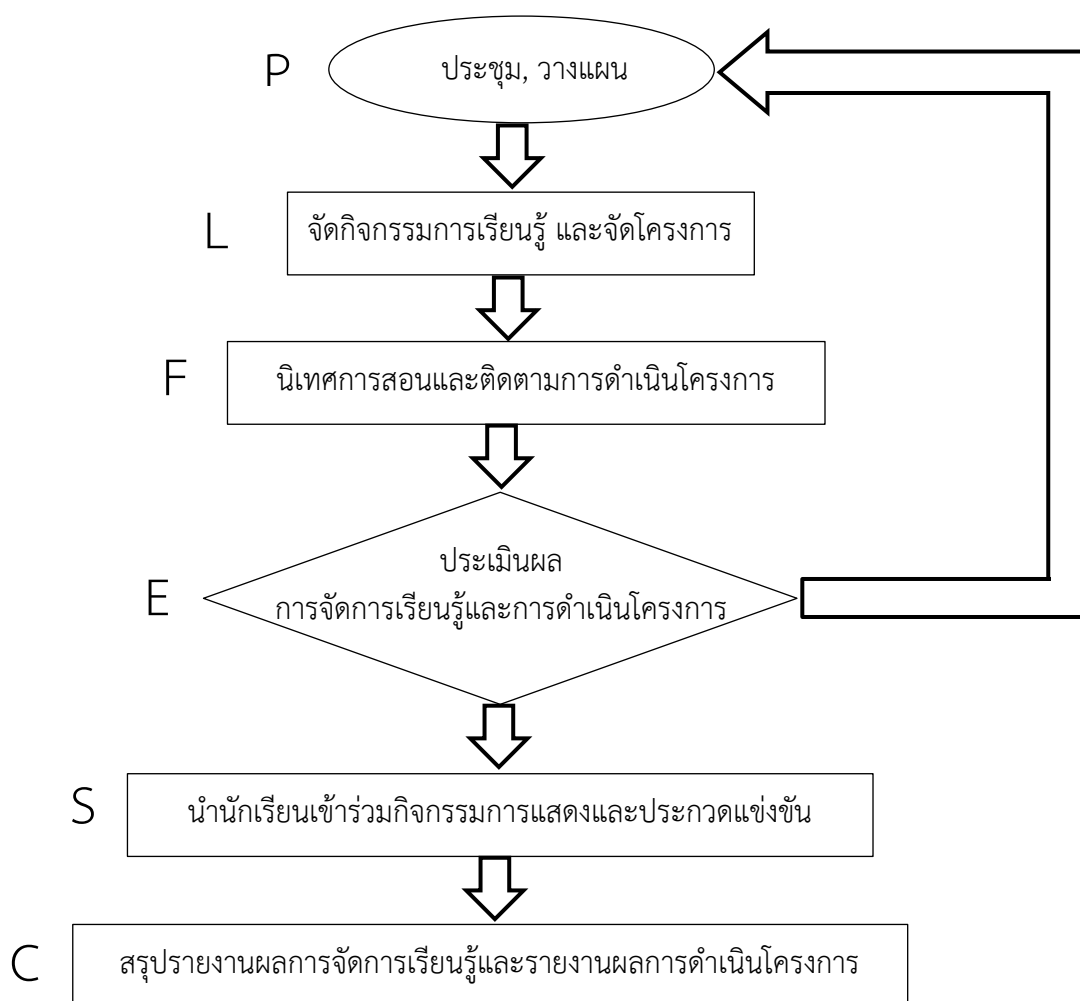 P
ประชุม, วางแผน
L
จัดกิจกรรมการเรียนรู้ และจัดโครงการ
F
นิเทศการสอนและติดตามการดำเนินโครงการ
E
ประเมินผล
การจัดการเรียนรู้และการดำเนินโครงการ
S
นำนักเรียนเข้าร่วมกิจกรรมการแสดงและประกวดแข่งขัน
C
สรุปรายงานผลการจัดการเรียนรู้และรายงานผลการดำเนินโครงการ